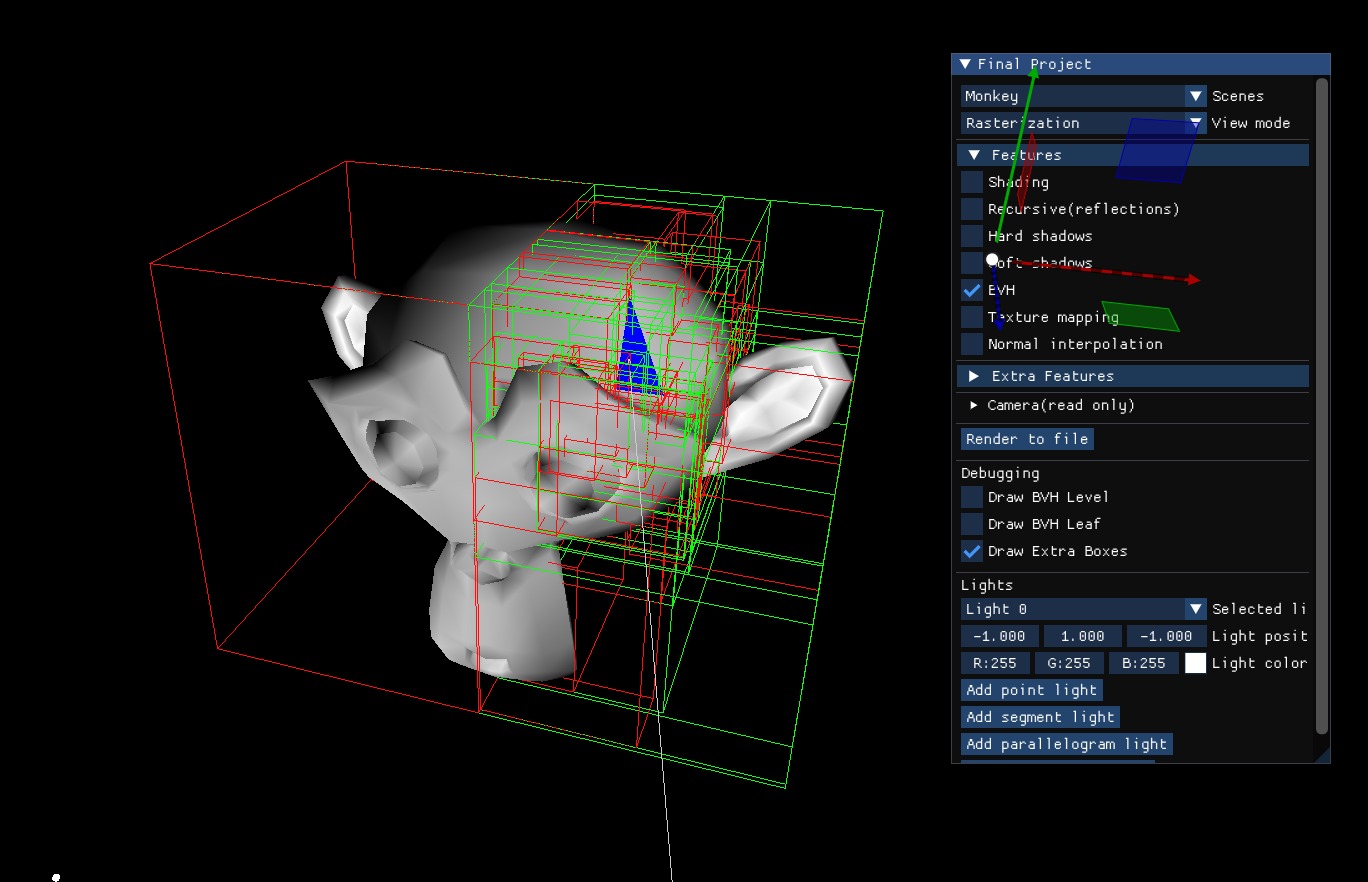 Final Project
Monkey Scenes
Rasterization View mode
Features
Shading
Recursive(reflections)
Hard shadows
Soft shadows
BVH
Texture mapping
Normal interpolation
Extra Features
Camera(read only)
Render to file
Debugging
Draw BVH Level
Draw BVH Leaf
Draw Extra Boxes
Lights
Light 0 Selected li
-1.000 1.000 -1.000 Light posit
R:255 G:255 B:255 Light color
Add point light
Add segment light
Add parallelogram light